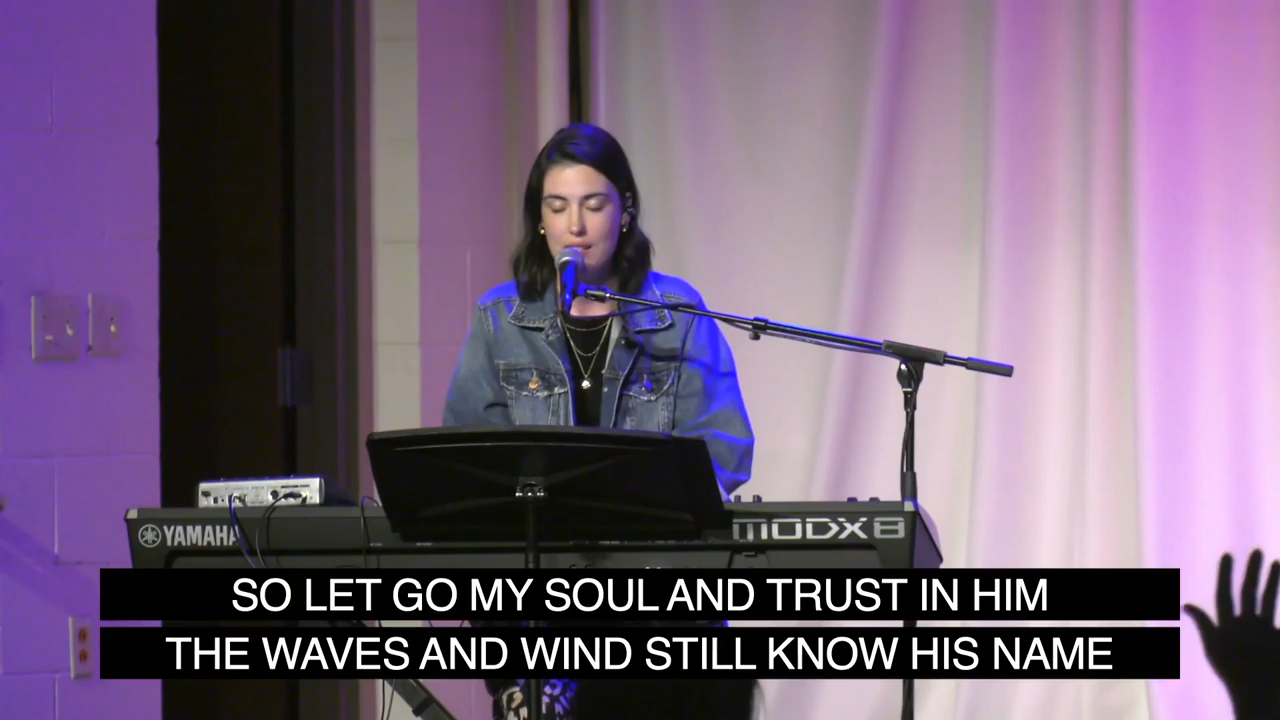 YAMAHA
MODX8
SO LET GO MY SOUL AND TRUST IN HIM
THE WAVES AND WIND STILL KNOW HIS NAME